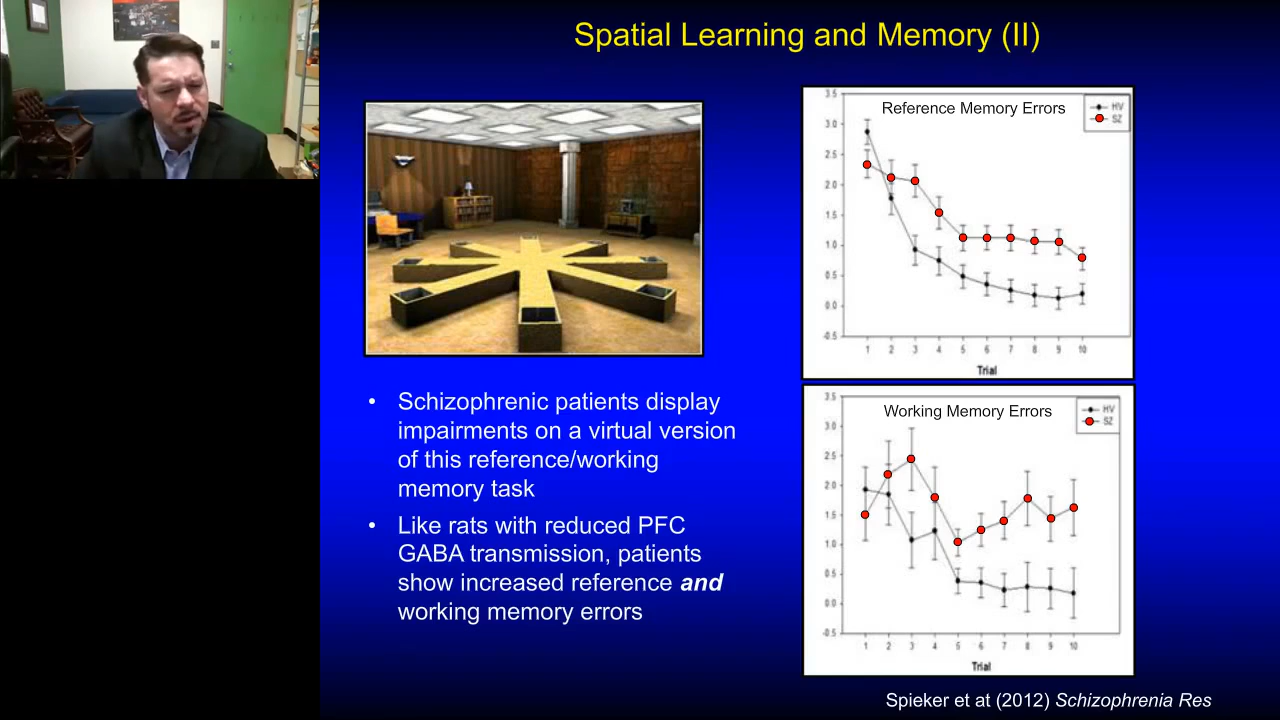 Spatial Learning and Memory (II)
Reference Memory Errors
HV
SZ
3.5
3.0
2.5
2.0
1.5
1.0
0.5
0.0
-0.5
1 2 3 4 5 6 7 8 9 10
Trial
• Schizophrenic patients display
impairments on a virtual version
of this reference/working
memory task
• Like rats with reduced PFC
GABA transmission, patients
show increased reference and
working memory errors
Working Memory Errors
HV
SZ
3.5
3.0
2.5
2.0
1.5
1.0
0.5
0.0
-0.5
1 2 3 4 5 6 7 8 9 10
Trial
Spieker et at (2012) Schizophrenia Res